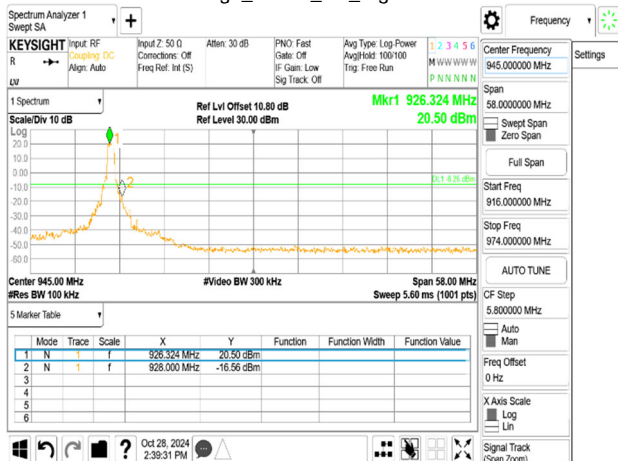 Spectrum Analyzer 1
Swept SA
Frequency
Settings
KEYSIGHT
R
LXI
Input: RF
Coupling: DC
Align: Auto
Input Z: 50 Ω
Corrections: Off
Freq Ref: Int (S)
Atten: 30 dB
PNO: Fast
Gate: Off
IF Gain: Low
Sig Track: Off
Avg Type: Log-Power
Avg|Hold: 100/100
Trig: Free Run
1 2 3 4 5 6
M W W W W W
P N N N N N
1 Spectrum
Scale/Div 10 dB
Ref Lvl Offset 10.80 dB
Ref Level 30.00 dBm
Mkr1 926.324 MHz
20.50 dBm
Log
20.0
10.0
0.00
-10.0
-20.0
-30.0
-40.0
-50.0
-60.0
1
2
DL1 -8.26 dBm
Center 945.00 MHz
#Res BW 100 kHz
#Video BW 300 kHz
Span 58.00 MHz
Sweep 5.60 ms (1001 pts)
5 Marker Table
Mode Trace Scale X Y Function Function Width Function Value
1 N 1 f 926.324 MHz 20.50 dBm
2 N 1 f 928.000 MHz -16.56 dBm
3
4
5
6
Oct 28, 2024
2:39:31 PM
Center Frequency
945.000000 MHz
Span
58.0000000 MHz
Swept Span
Zero Span
Full Span
Start Freq
916.000000 MHz
Stop Freq
974.000000 MHz
AUTO TUNE
CF Step
5.800000 MHz
Auto
Man
Freq Offset
0 Hz
X Axis Scale
Log
Lin
Signal Track
(Span Zoom)